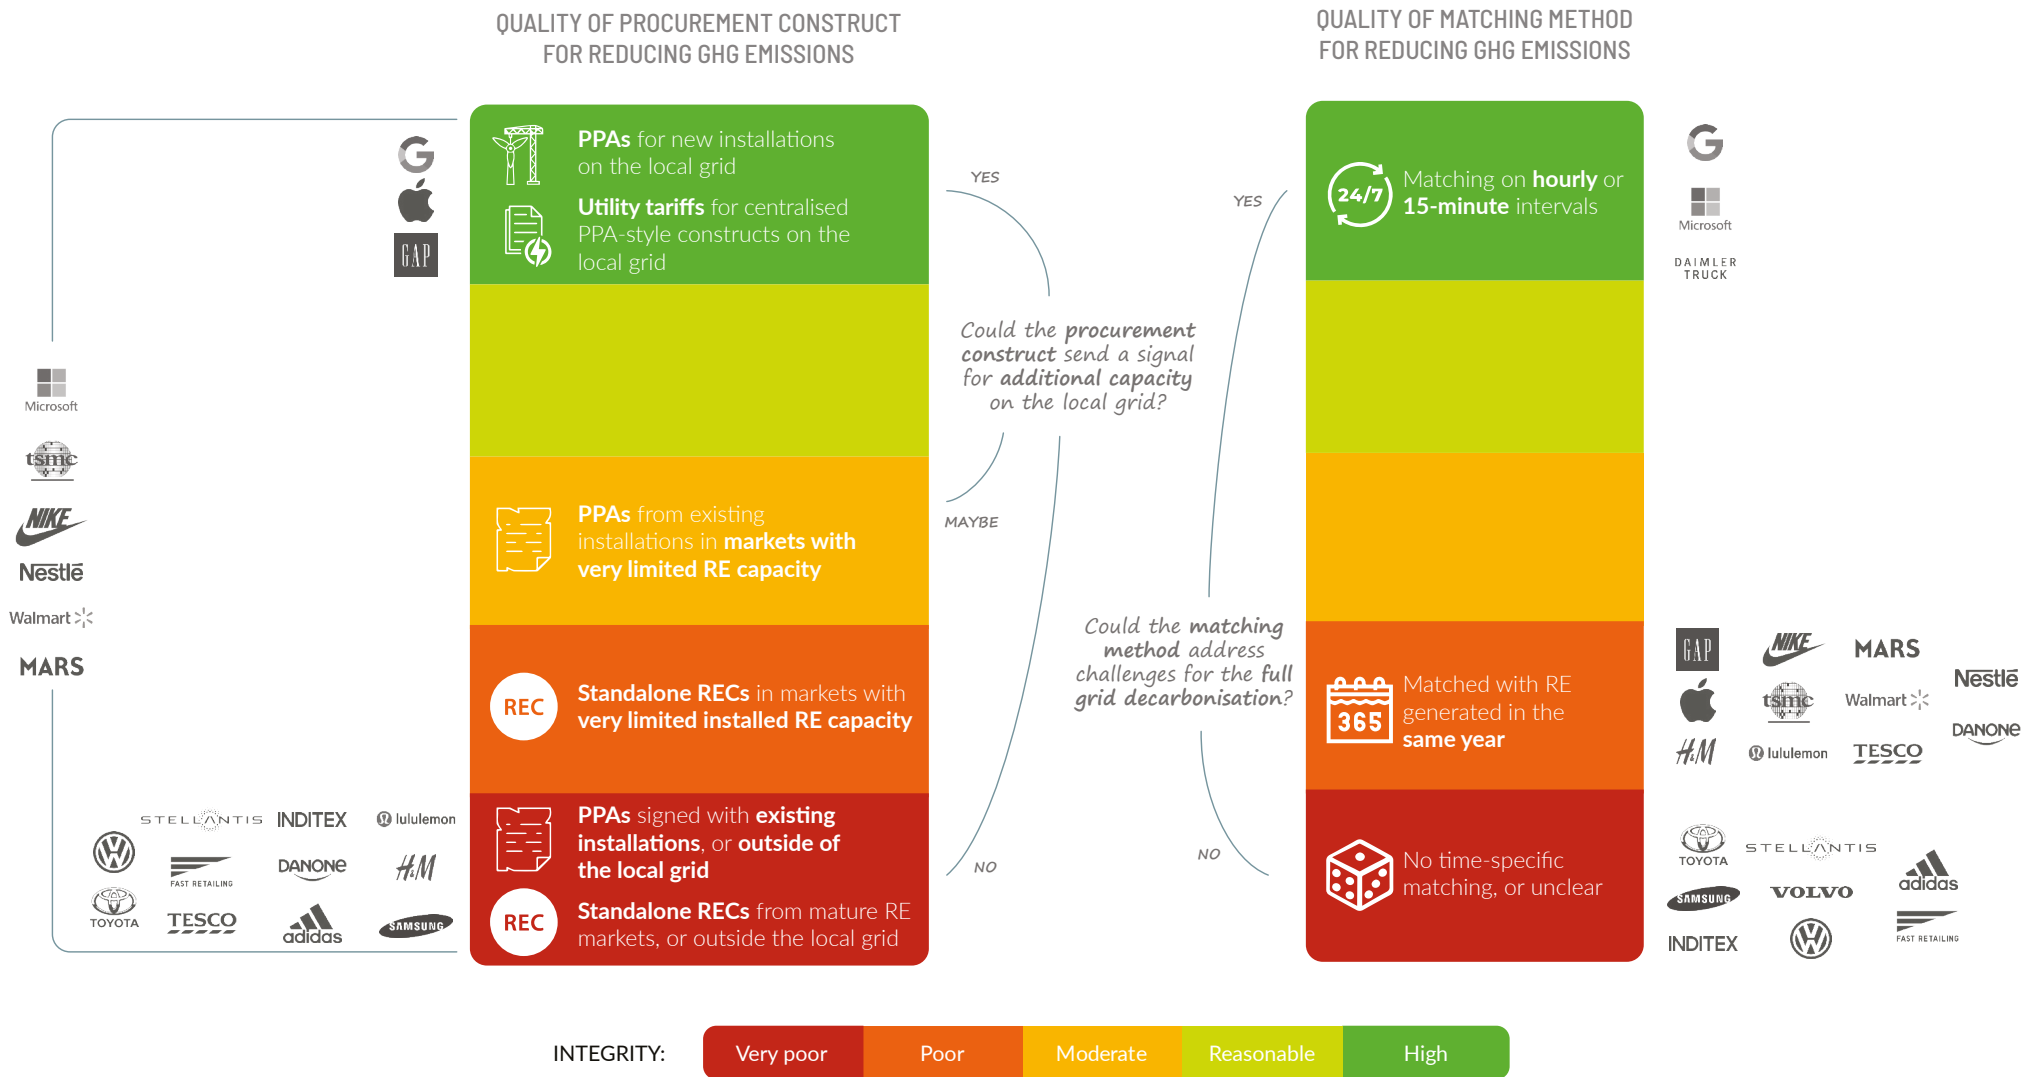 QUALITY OF PROCUREMENT CONSTRUCT
FOR REDUCING GHG EMISSIONS
QUALITY OF MATCHING METHOD
FOR REDUCING GHG EMISSIONS
G
GAP
Microsoft
tsmc
NIKE
Nestlé
Walmart
MARS
STELLANTIS
INDITEX
lululemon
FAST RETAILING
DANONE
H&M
TOYOTA
TESCO
adidas
SAMSUNG
PPAs for new installations
on the local grid
Utility tariffs for centralised
PPA-style constructs on the
local grid
PPAs from existing
installations in markets with
very limited RE capacity
REC
Standalone RECs in markets with
very limited installed RE capacity
PPAs signed with existing
installations, or outside of
the local grid
REC
Standalone RECs from mature RE
markets, or outside the local grid
YES
Could the procurement
construct send a signal
for additional capacity
on the local grid?
MAYBE
NO
YES
Could the matching
method address
challenges for the full
grid decarbonisation?
NO
24/7
Matching on hourly or
15-minute intervals
365
Matched with RE
generated in the
same year
No time-specific
matching, or unclear
G
Microsoft
DAIMLER
TRUCK
GAP
NIKE
MARS
Nestlé
tsmc
Walmart
DANONE
H&M
lululemon
TESCO
TOYOTA
STELLANTIS
adidas
SAMSUNG
VOLVO
INDITEX
FAST RETAILING
INTEGRITY:
Very poor
Poor
Moderate
Reasonable
High